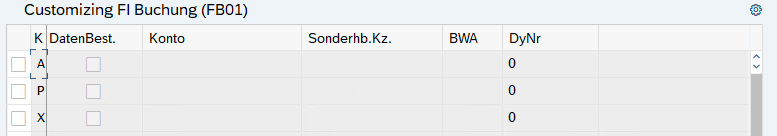 Customizing FI Buchung (FB01)
K DatenBest. Konto Sonderhb.Kz. BWA DyNr
A 0
P 0
X 0